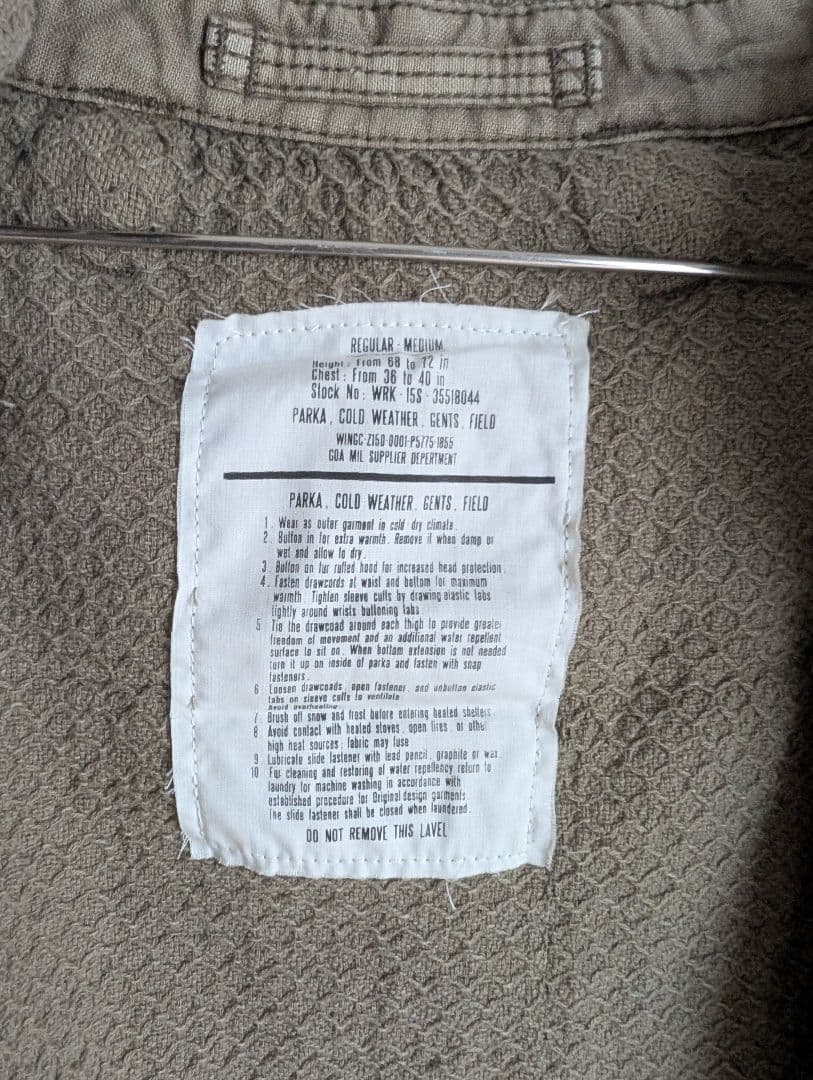 REGULAR - MEDIUM
Height : From 68 to 72 in
Chest : From 36 to 40 in
Stock No : WRK - 15S - 35518044
PARKA , COLD WEATHER , GENTS , FIELD
WINGC-Z150-0001-P5775-1855
GOA MIL SUPPLIER DEPERTMENT
PARKA , COLD WEATHER , GENTS , FIELD
1 . Wear as outer garment in cold - dry climate .
2 . Button in for extra warmth . Remove it when damp or
wet and allow to dry .
3 . Button on fur ruffed hood for increased head protection .
4 . Fasten drawcords at waist and bottom for maximum
warmth . Tighten sleeve cuffs by drawing elastic tabs
tightly around wrists buttoning tabs .
5 . Tie the drawcoad around each thigh to provide greater
freedom of movement and an additional water repellent
surface to sit on . When bottom extension is not needed
turn it up on inside of parka and fasten with snap
fasteners .
6 . Loosen drawcoads , open fastener , and unbutton elastic
tabs on sleeve cuffs to ventilate
Avoid overheating
7 . Brush off snow and frost before entering heated shelters .
8 . Avoid contact with heated stoves , open fires , or other
high heat sources ; fabric may fuse
9 . Lubricate slide fastener with lead pencil , graphite or wax .
10 . For cleaning and restoring of water repellency return to
laundry for machine washing in accordance with
established procedure for Original design garments
The slide fastener shall be closed when laundered .
DO NOT REMOVE THIS LAVEL